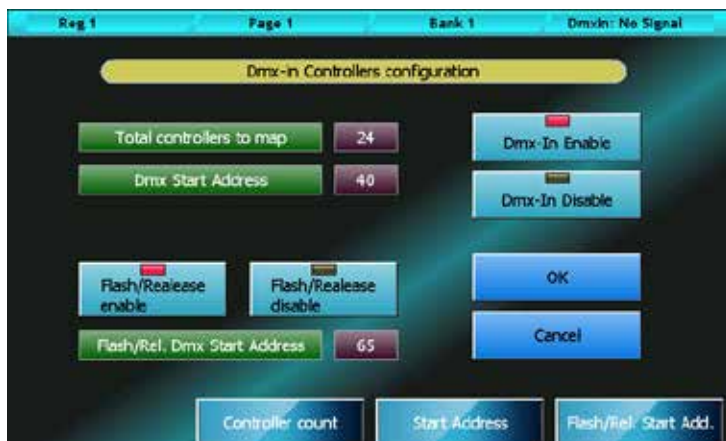 Reg 1 Page 1 Bank 1 Dmxin: No Signal
Dmx-in Controllers configuration
Total controllers to map 24
Dmx-In Enable
Dmx Start Address 40
Dmx-In Disable
Flash/Realease enable
Flash/Realease disable
OK
Flash/Rel. Dmx Start Address 65
Cancel
Controller count Start Address Flash/Rel. Start Add.